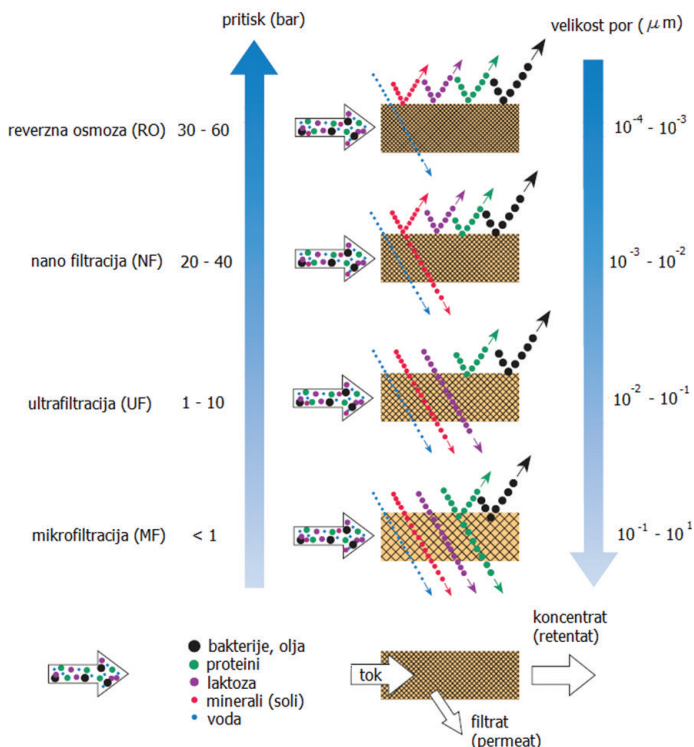 pritisk (bar)
velikost por ( μm)
reverzna osmoza (RO) 30 - 60
10⁻⁴ - 10⁻³
nano filtracija (NF) 20 - 40
10⁻³ - 10⁻²
ultrafiltracija (UF) 1 - 10
10⁻² - 10⁻¹
mikrofiltracija (MF) < 1
10⁻¹ - 10¹
bakterije, olja
proteini
laktoza
minerali (soli)
voda
tok
koncentrat
(retentat)
filtrat
(permeat)